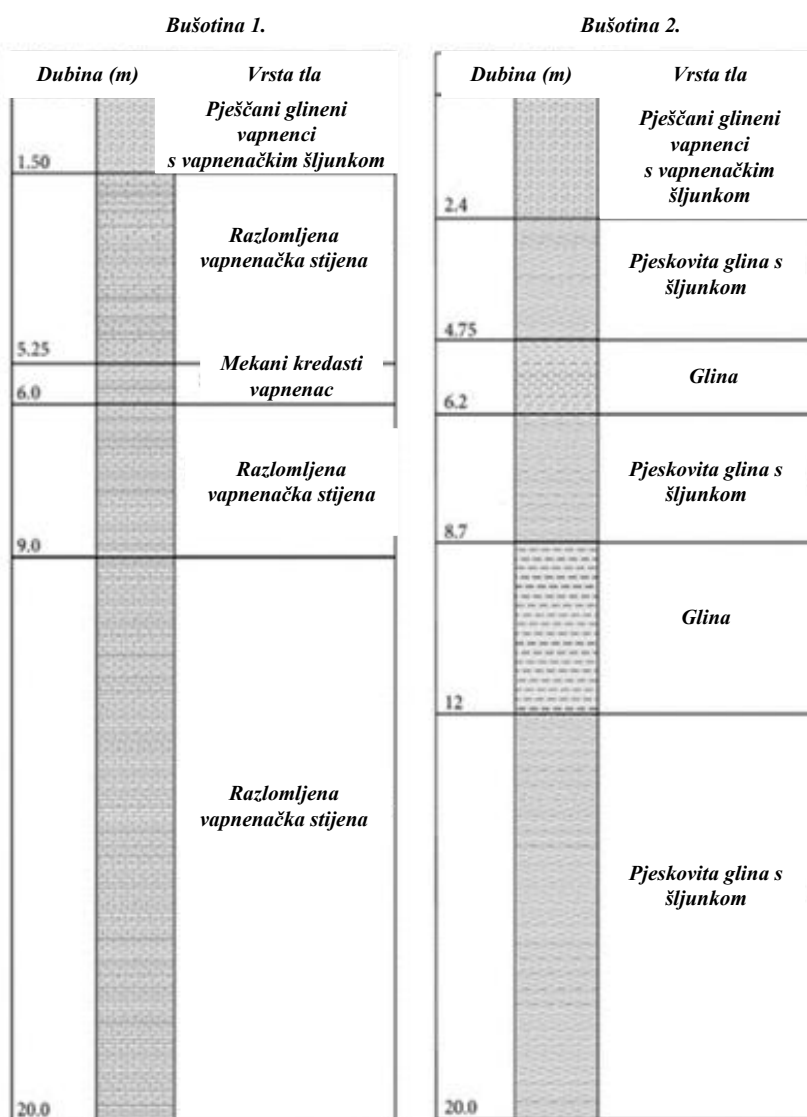 Bušotina 1.
Dubina (m) Vrsta tla
Pješčani glineni
vapnenci
s vapnenačkim šljunkom
1.50
Razlomljena
vapnenačka stijena
5.25
Mekani kredasti
vapnenac
6.0
Razlomljena
vapnenačka stijena
9.0
Razlomljena
vapnenačka stijena
20.0
Bušotina 2.
Dubina (m) Vrsta tla
Pješčani glineni
vapnenci
s vapnenačkim
šljunkom
2.4
Pjeskovita glina s
šljunkom
4.75
Glina
6.2
Pjeskovita glina s
šljunkom
8.7
Glina
12
Pjeskovita glina s
šljunkom
20.0